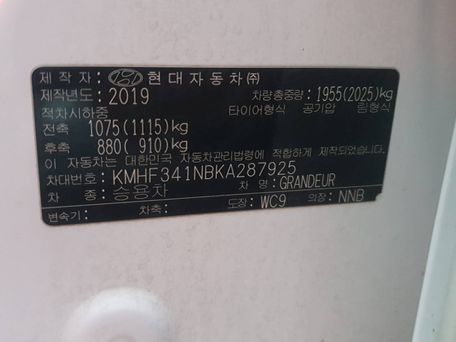 제 작 자: 현대자동차㈜
제작년도: 2019 차량총중량: 1955(2025)kg
적차시하중 타이어형식 공기압 림형식
전축 1075(1115)kg
후축 880( 910)kg
이 자동차는 대한민국 자동차관리법령에 적합하게 제작되었음
차대번호: KMHF341NBKA287925
차 종: 승용차 차 명: GRANDEUR
변속기: 차축: 도장: WC9 의장: NNB